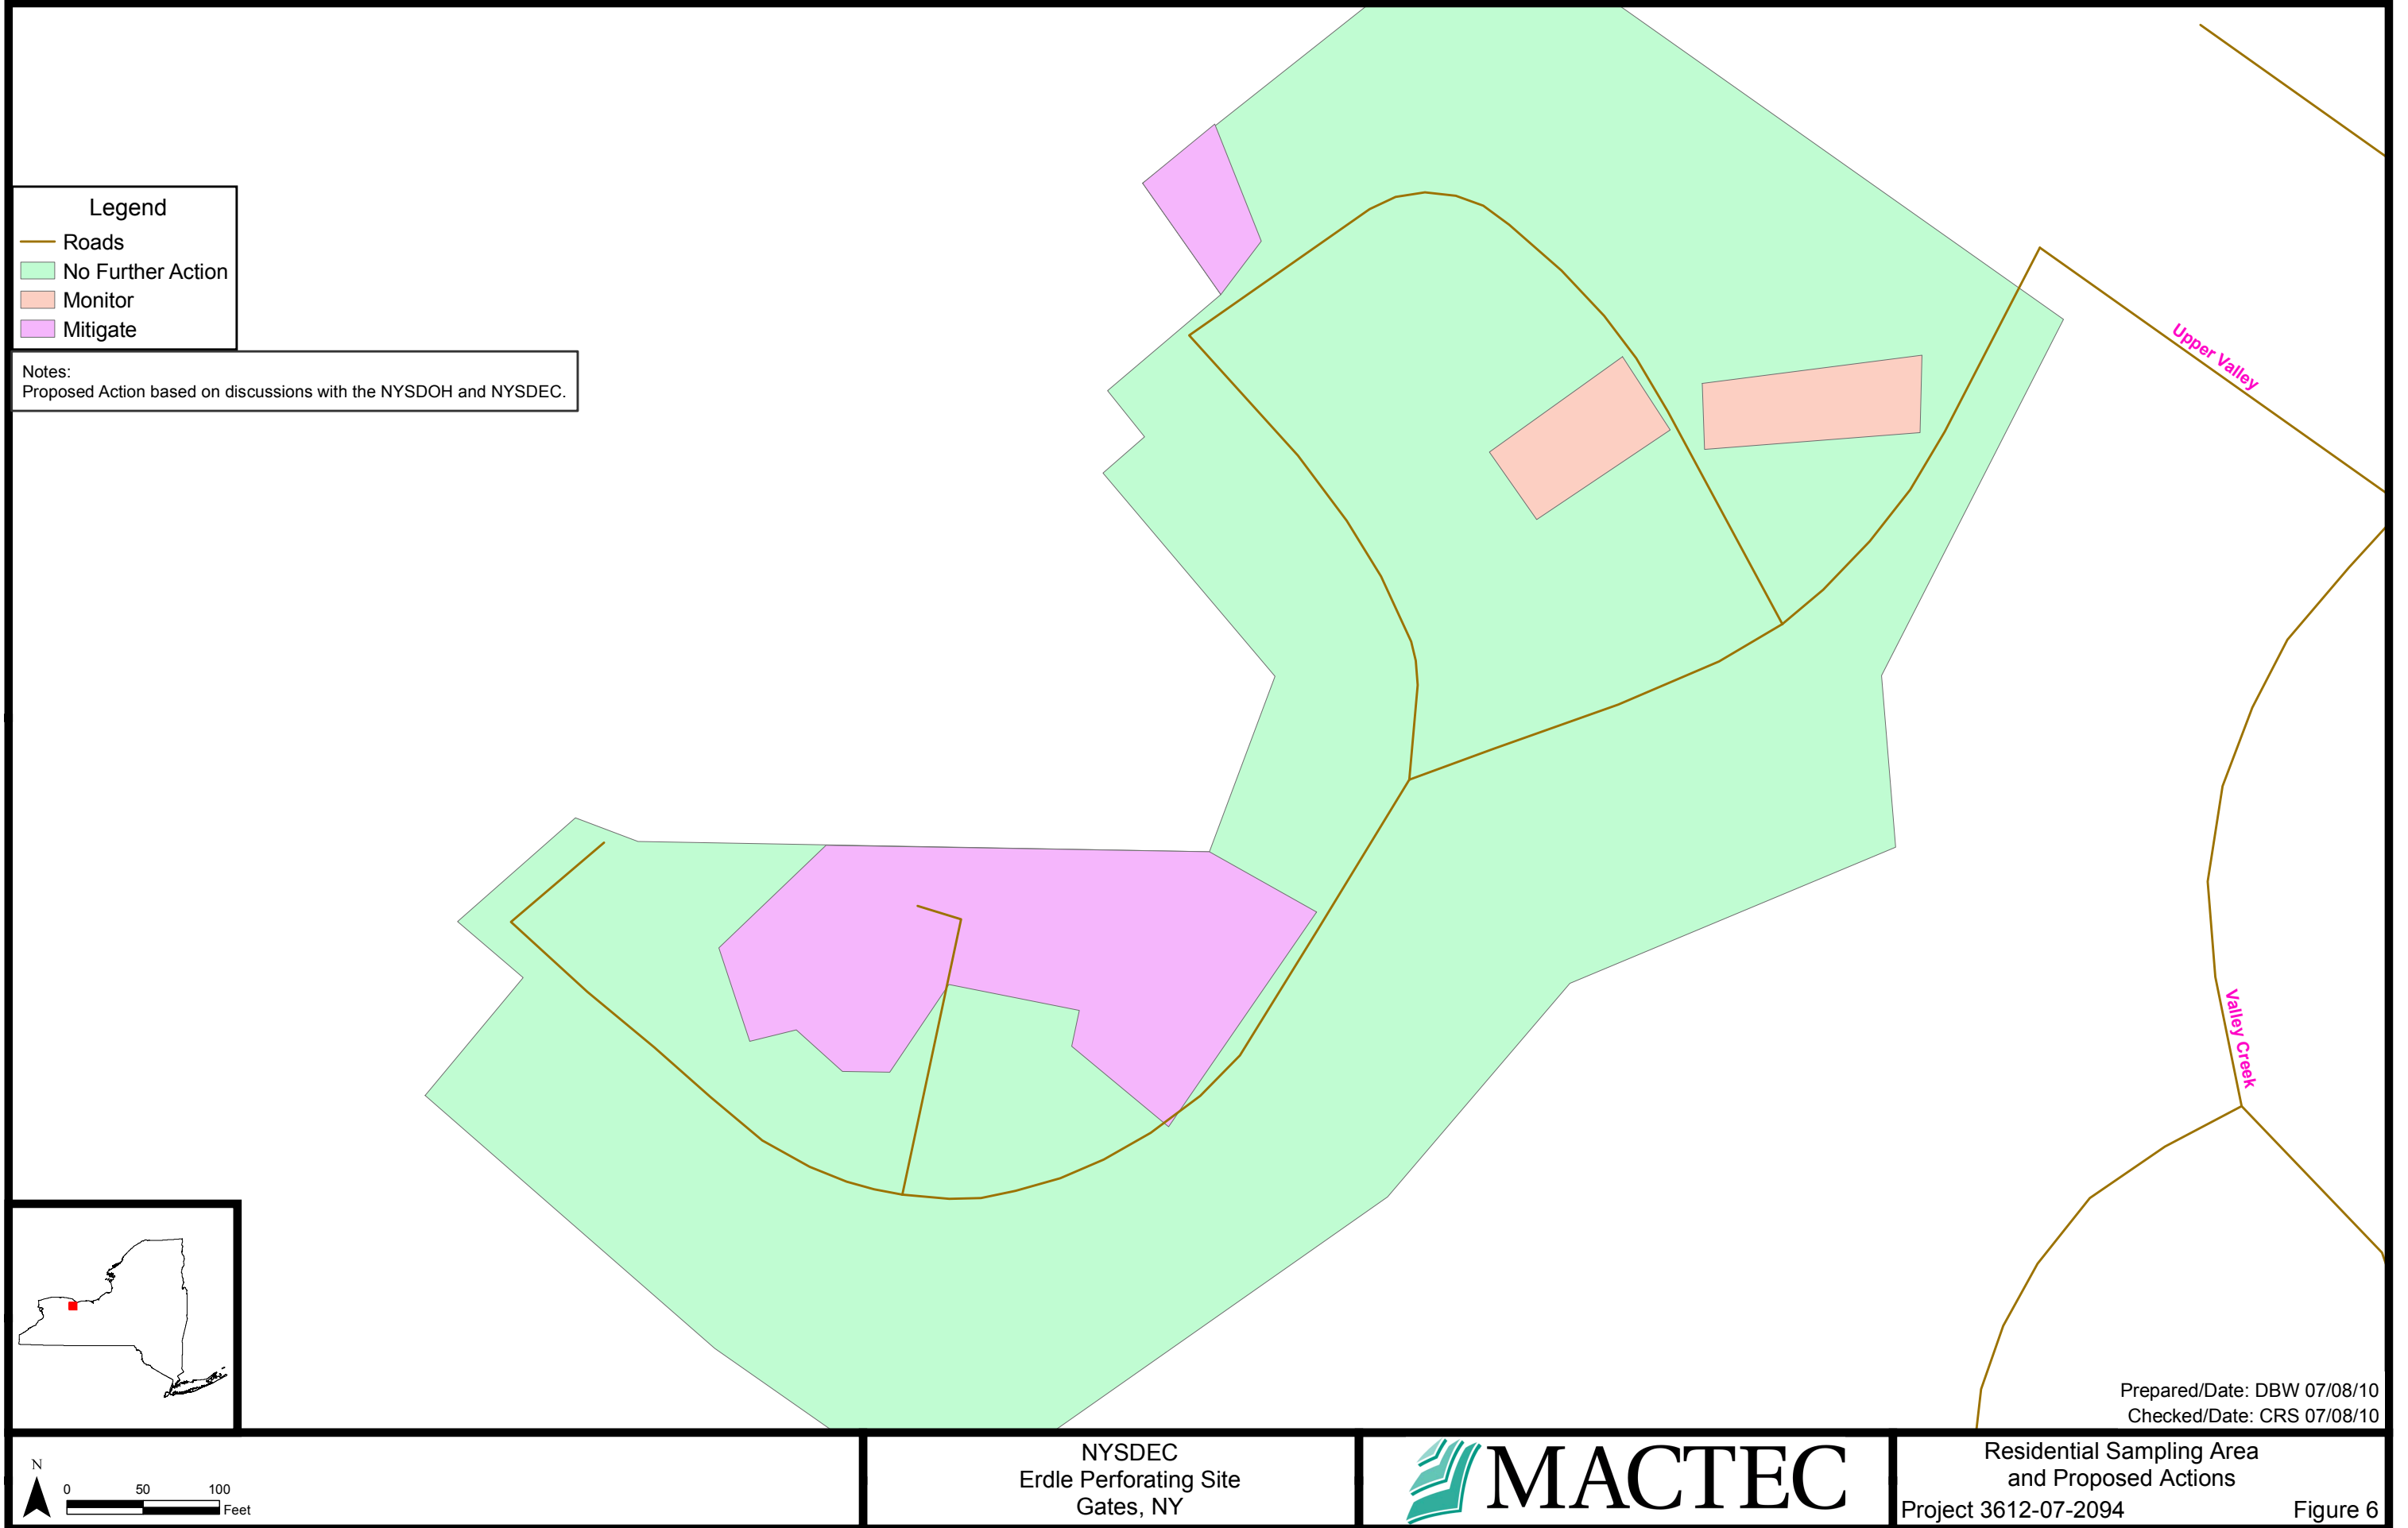 Legend
Roads
No Further Action
Monitor
Mitigate
Notes:
Proposed Action based on discussions with the NYSDOH and NYSDEC.
Upper Valley
Valley Creek
Prepared/Date: DBW 07/08/10
Checked/Date: CRS 07/08/10
N
0 50 100
Feet
NYSDEC
Erdle Perforating Site
Gates, NY
MACTEC
Residential Sampling Area
and Proposed Actions
Project 3612-07-2094 Figure 6